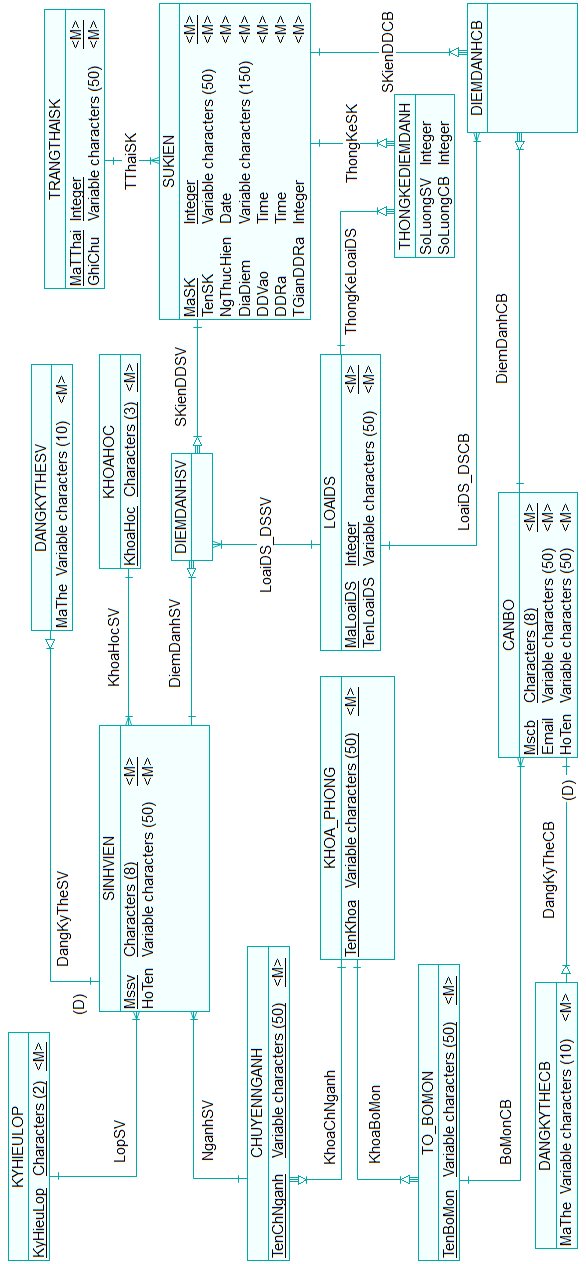 KYHIEULOP
KyHieuLop Characters (2) <M>
LopSV
DangKyTheSV
(D)
DANGKYTHESV
MaThe Variable characters (10) <M>
TRANGTHAISK
MaTThai Integer <M>
GhiChu Variable characters (50) <M>
TThaiSK
SINHVIEN
Mssv Characters (8) <M>
HoTen Variable characters (50) <M>
KhoaHocSV
KHOAHOC
KhoaHoc Characters (3) <M>
NganhSV
DiemDanhSV
DIEMDANHSV
SKienDDSV
SUKIEN
MaSK Integer <M>
TenSK Variable characters (50) <M>
NgThucHien Date <M>
DiaDiem Variable characters (150) <M>
DDVao Time <M>
DDRa Time <M>
TGianDDRa Integer <M>
CHUYENNGANH
TenChNganh Variable characters (50) <M>
LoaiDS_DSSV
KHOA_PHONG
TenKhoa Variable characters (50) <M>
LOAIDS
MaLoaiDS Integer <M>
TenLoaiDS Variable characters (50) <M>
KhoaChNganh
KhoaBoMon
ThongKeLoaiDS
ThongKeSK
SKienDDCB
THONGKEDIEMDANH
SoLuongSV Integer
SoLuongCB Integer
TO_BOMON
TenBoMon Variable characters (50) <M>
LoaiDS_DSCB
DIEMDANHCB
BoMonCB
DiemDanhCB
CANBO
Mscb Characters (8) <M>
Email Variable characters (50) <M>
HoTen Variable characters (50) <M>
DANGKYTHECB
MaThe Variable characters (10) <M>
DangKyTheCB
(D)